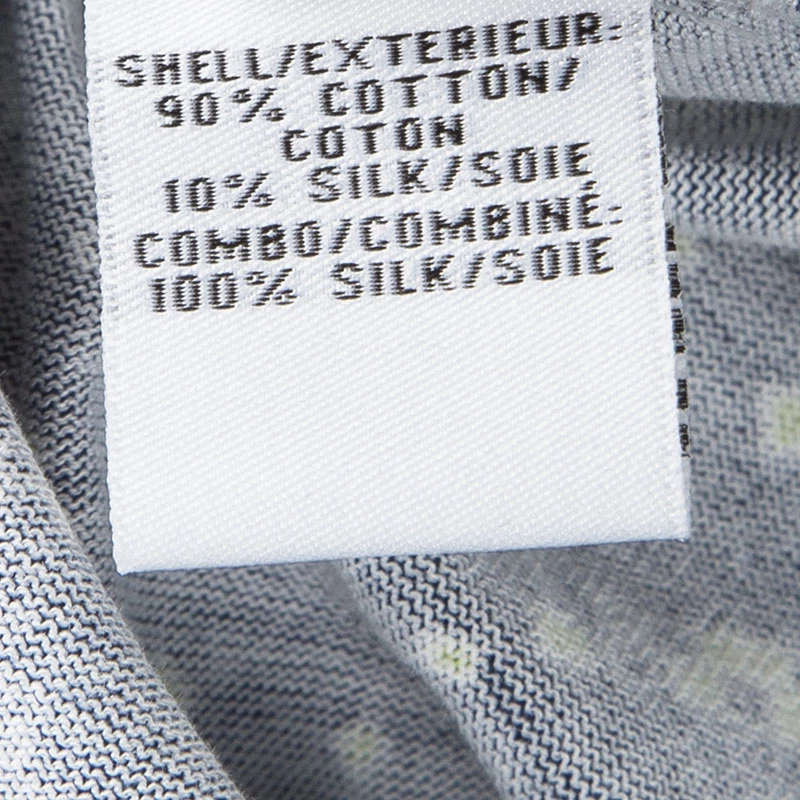 SHELL/EXTERIEUR:
90% COTTON/
COTON
10% SILK/SOIE
COMBO/COMBINÉ:
100% SILK/SOIE